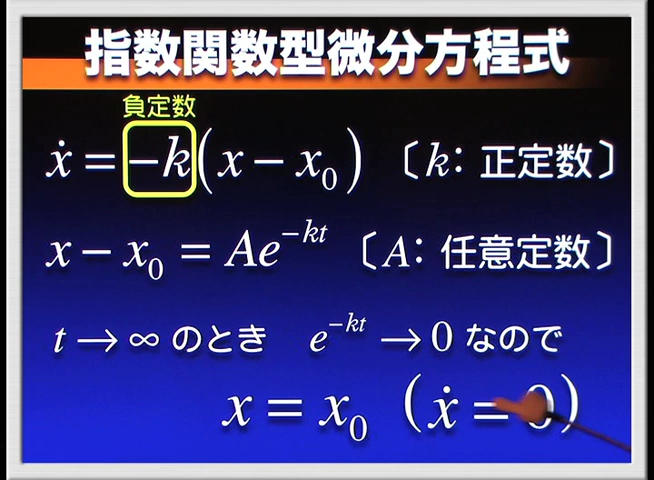 指数関数型微分方程式
負定数
ẋ = −k(x − x₀) 〔k: 正定数〕
x − x₀ = Ae^{−kt} 〔A: 任意定数〕
t → ∞ のとき e^{−kt} → 0 なので
x = x₀ (ẋ = 0)